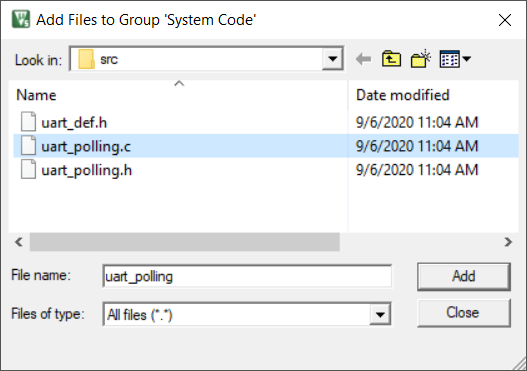 Add Files to Group 'System Code'
Look in: src
Name Date modified
uart_def.h 9/6/2020 11:04 AM
uart_polling.c 9/6/2020 11:04 AM
uart_polling.h 9/6/2020 11:04 AM
File name: uart_polling Add
Files of type: All files (*.*) Close